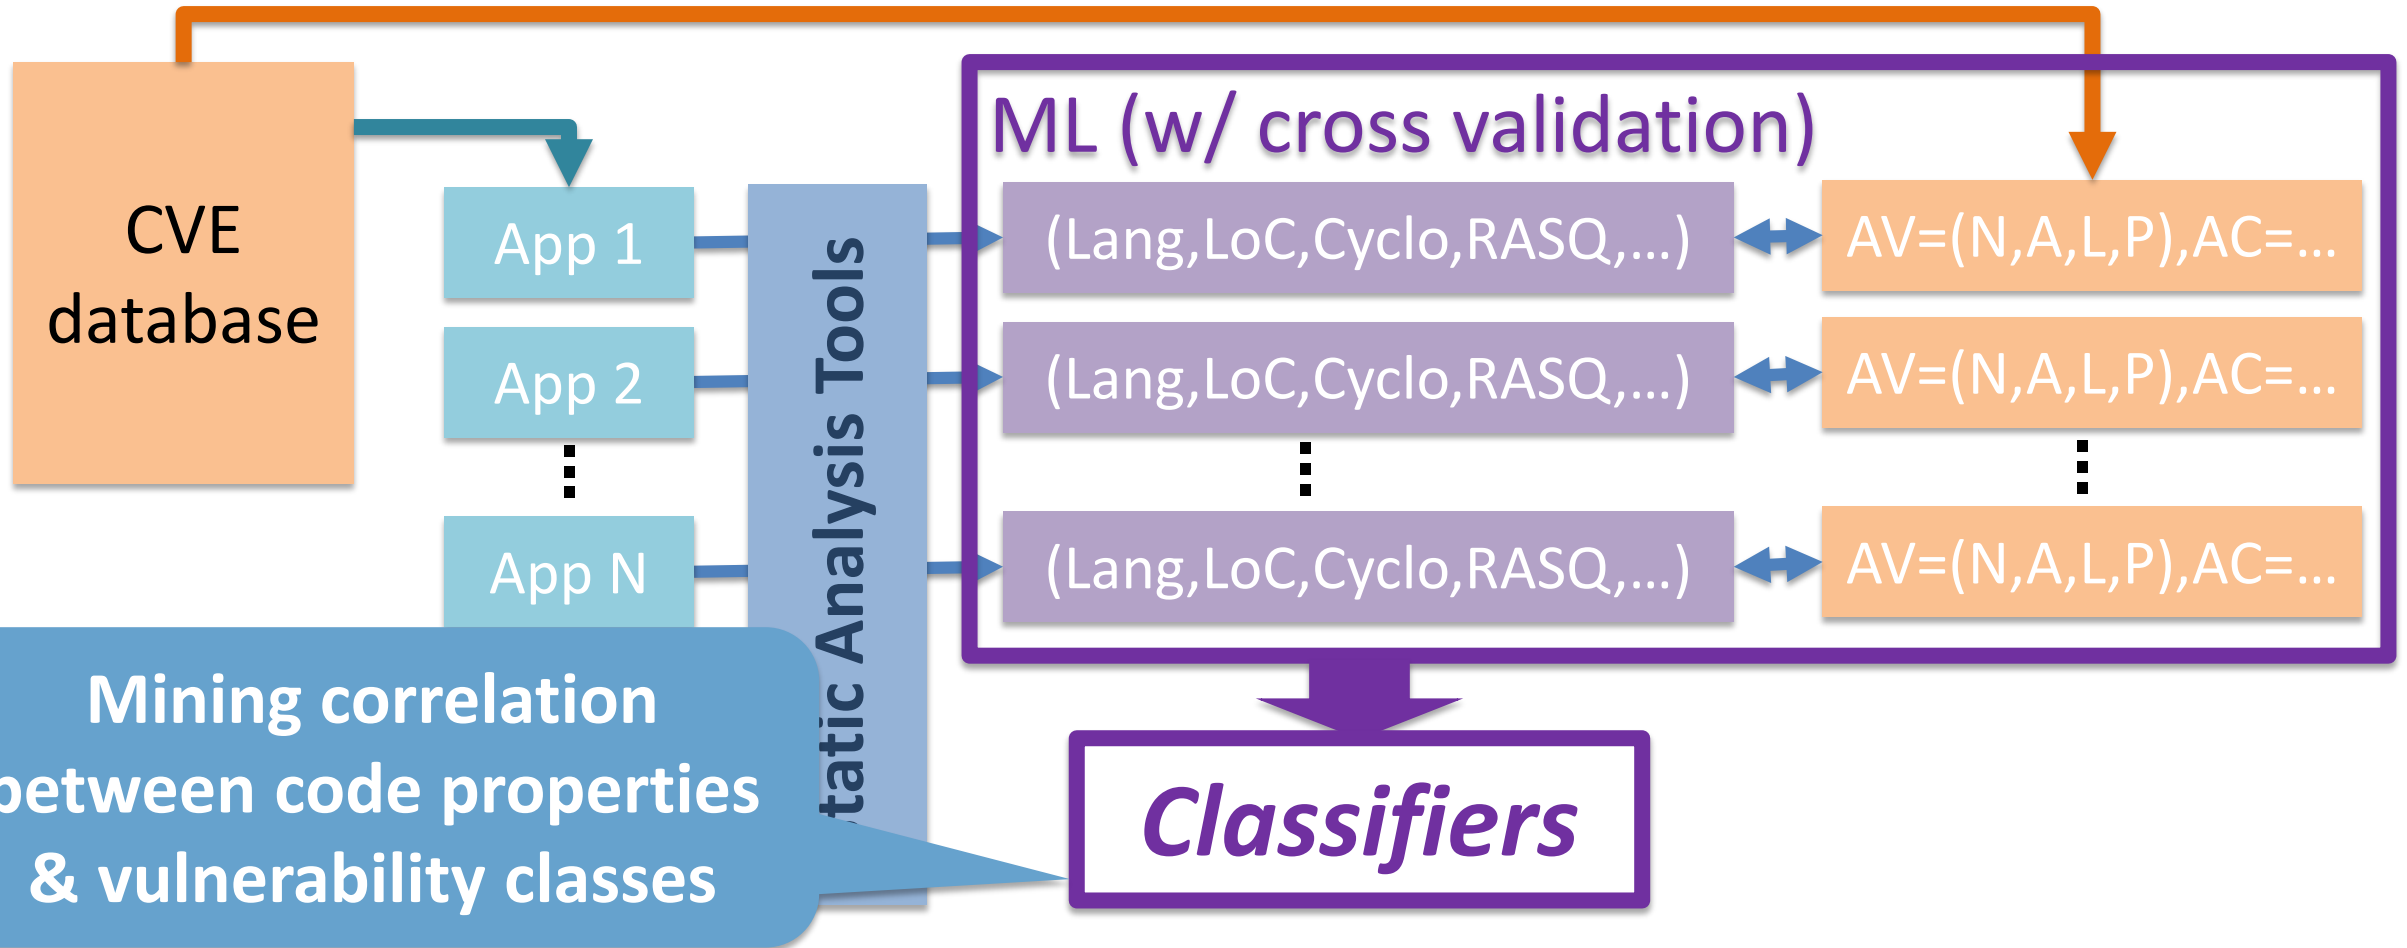 CVE
database
App 1
App 2
App N
Static Analysis Tools
ML (w/ cross validation)
(Lang,LoC,Cyclo,RASQ,...)
AV=(N,A,L,P),AC=...
(Lang,LoC,Cyclo,RASQ,...)
AV=(N,A,L,P),AC=...
(Lang,LoC,Cyclo,RASQ,...)
AV=(N,A,L,P),AC=...
Mining correlation
between code properties
& vulnerability classes
Classifiers